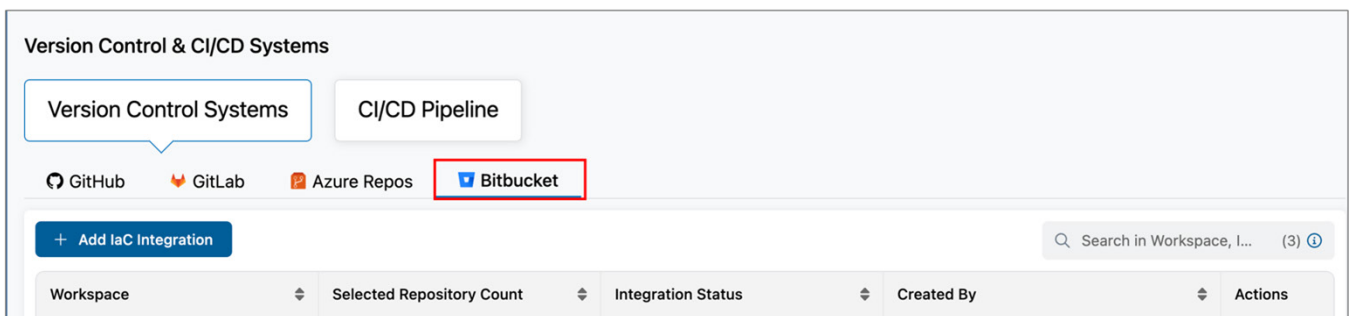 Version Control & CI/CD Systems
Version Control Systems CI/CD Pipeline
GitHub GitLab Azure Repos Bitbucket
+ Add IaC Integration Search in Workspace, I... (3)
Workspace Selected Repository Count Integration Status Created By Actions